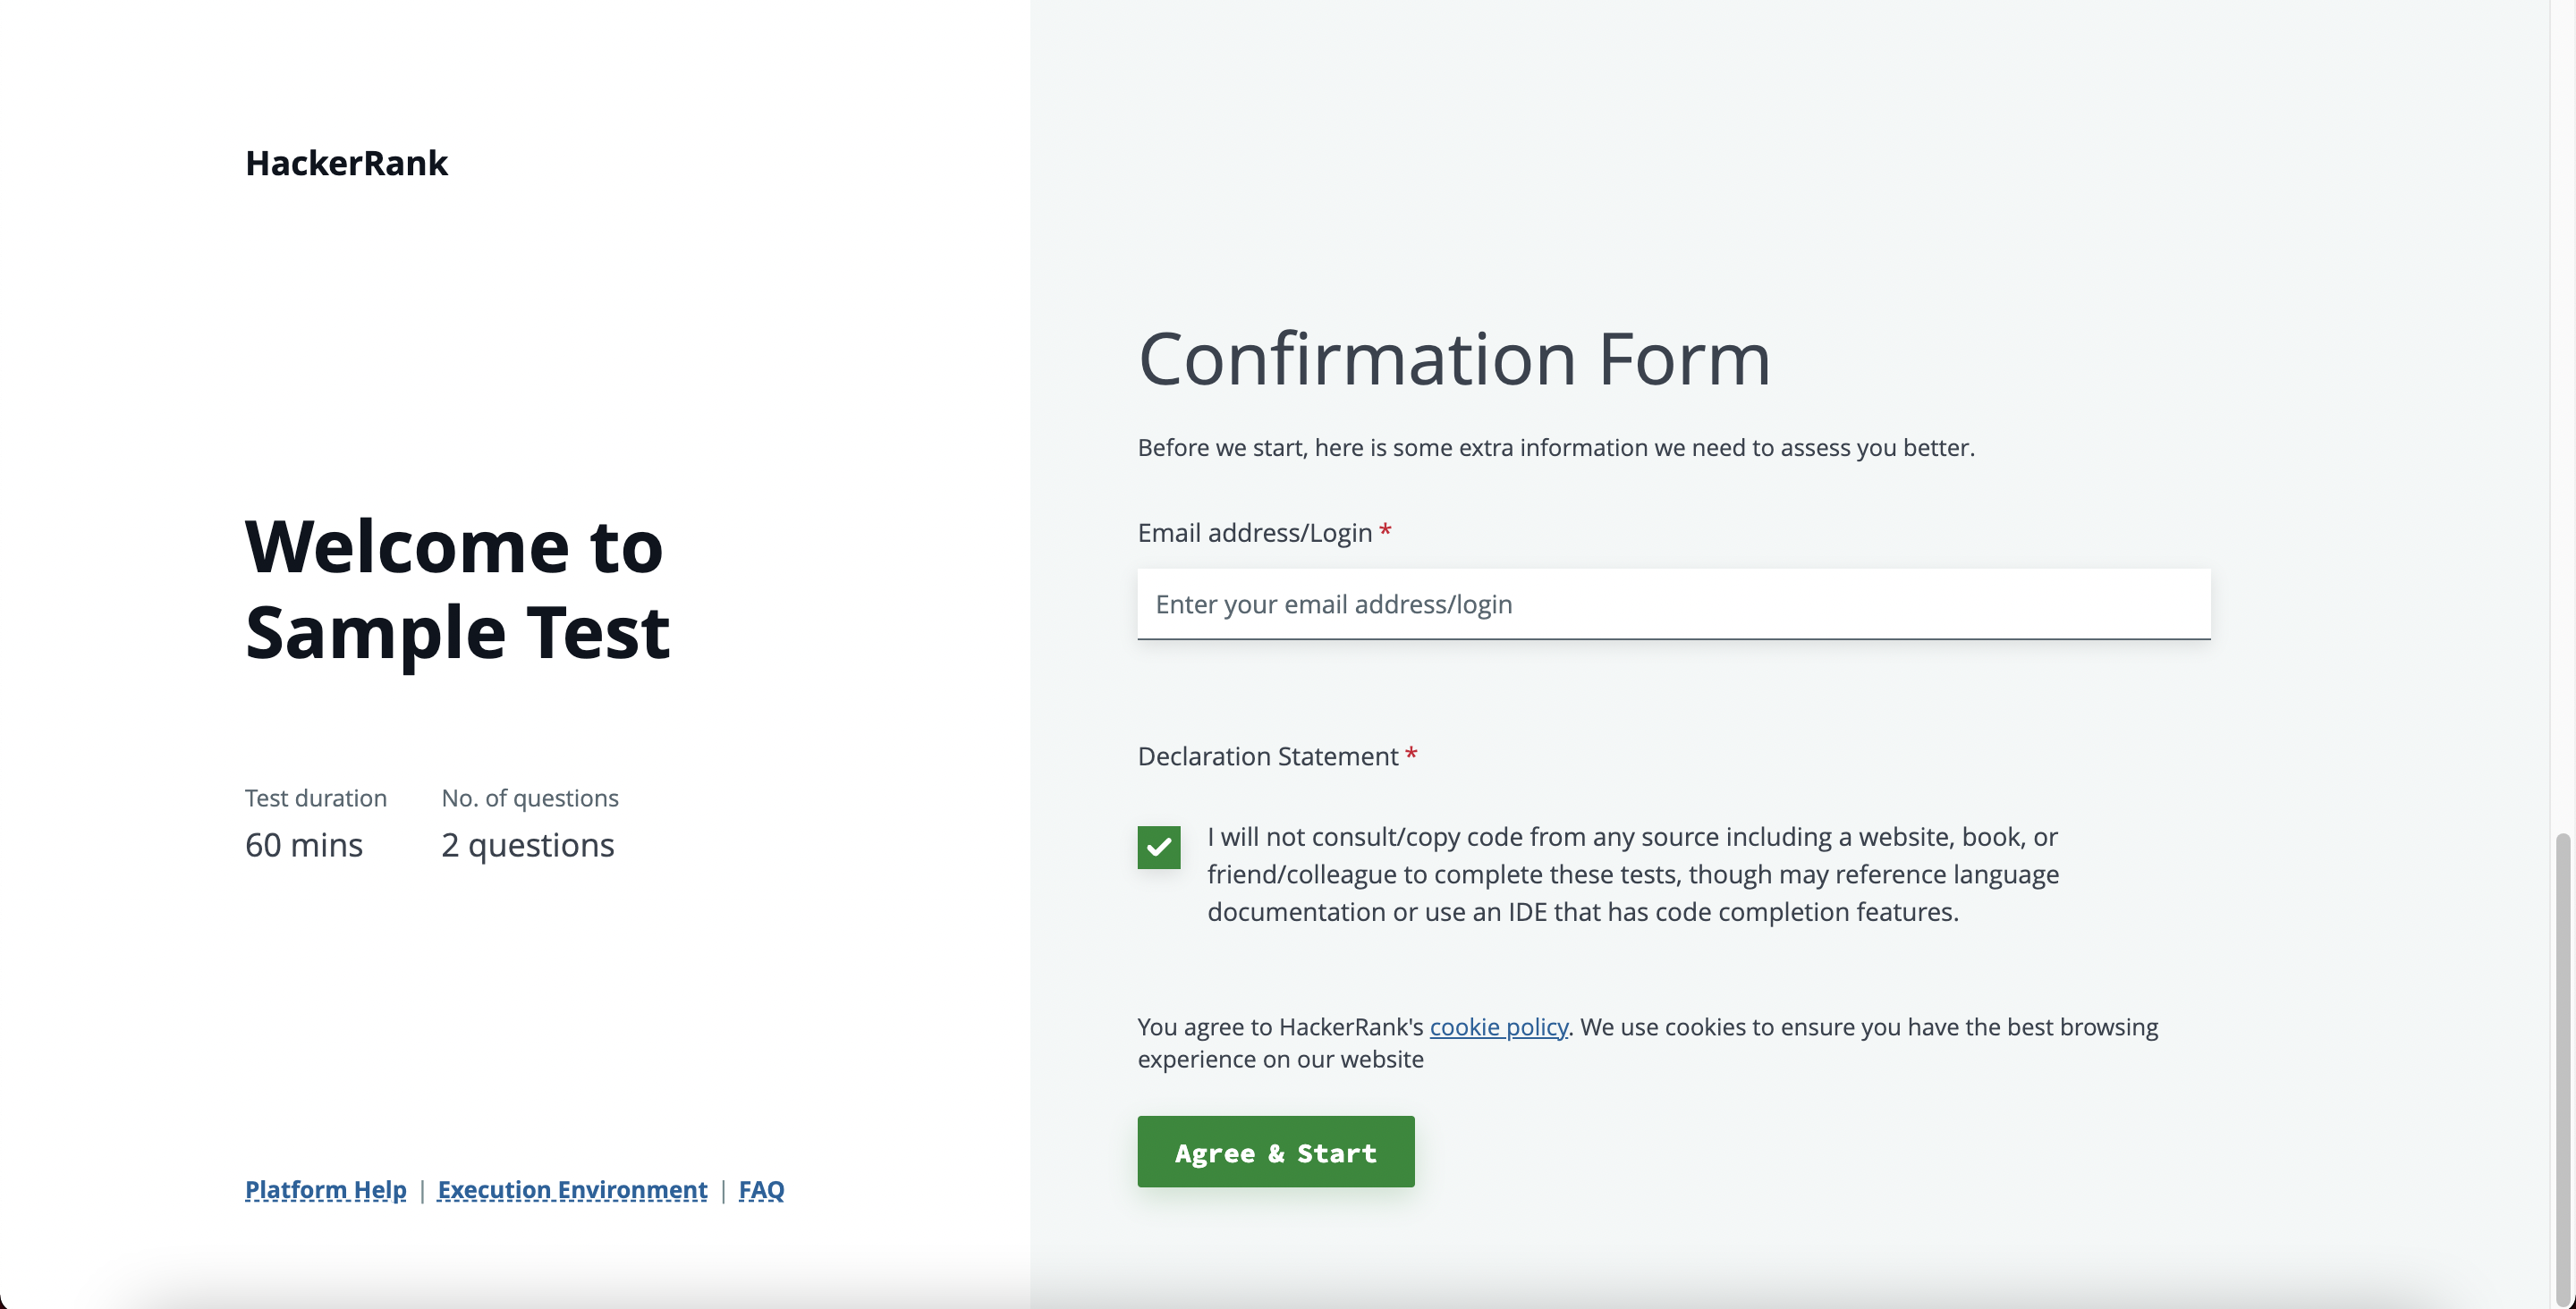 HackerRank
Welcome to
Sample Test
Test duration
60 mins
No. of questions
2 questions
Platform Help | Execution Environment | FAQ
Confirmation Form
Before we start, here is some extra information we need to assess you better.
Email address/Login *
Enter your email address/login
Declaration Statement *
I will not consult/copy code from any source including a website, book, or
friend/colleague to complete these tests, though may reference language
documentation or use an IDE that has code completion features.
You agree to HackerRank's cookie policy. We use cookies to ensure you have the best browsing
experience on our website
Agree & Start